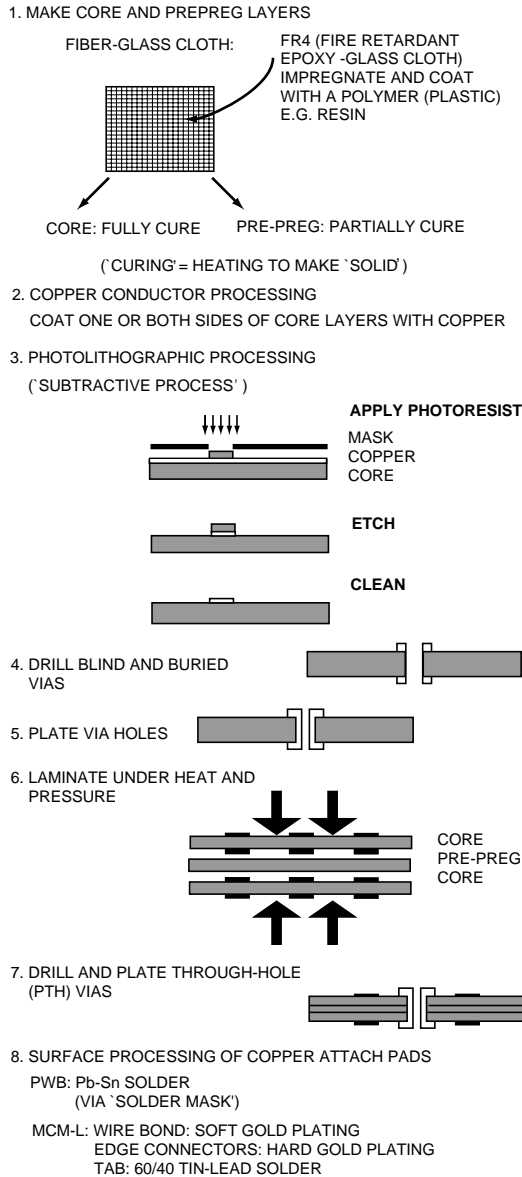 1. MAKE CORE AND PREPREG LAYERS
FIBER-GLASS CLOTH:
FR4 (FIRE RETARDANT
EPOXY -GLASS CLOTH)
IMPREGNATE AND COAT
WITH A POLYMER (PLASTIC)
E.G. RESIN
CORE: FULLY CURE
PRE-PREG: PARTIALLY CURE
(`CURING' = HEATING TO MAKE `SOLID')
2. COPPER CONDUCTOR PROCESSING
COAT ONE OR BOTH SIDES OF CORE LAYERS WITH COPPER
3. PHOTOLITHOGRAPHIC PROCESSING
(`SUBTRACTIVE PROCESS' )
APPLY PHOTORESIST
MASK
COPPER
CORE
ETCH
CLEAN
4. DRILL BLIND AND BURIED
VIAS
5. PLATE VIA HOLES
6. LAMINATE UNDER HEAT AND
PRESSURE
CORE
PRE-PREG
CORE
7. DRILL AND PLATE THROUGH-HOLE
(PTH) VIAS
8. SURFACE PROCESSING OF COPPER ATTACH PADS
PWB: Pb-Sn SOLDER
(VIA `SOLDER MASK')
MCM-L: WIRE BOND: SOFT GOLD PLATING
EDGE CONNECTORS: HARD GOLD PLATING
TAB: 60/40 TIN-LEAD SOLDER